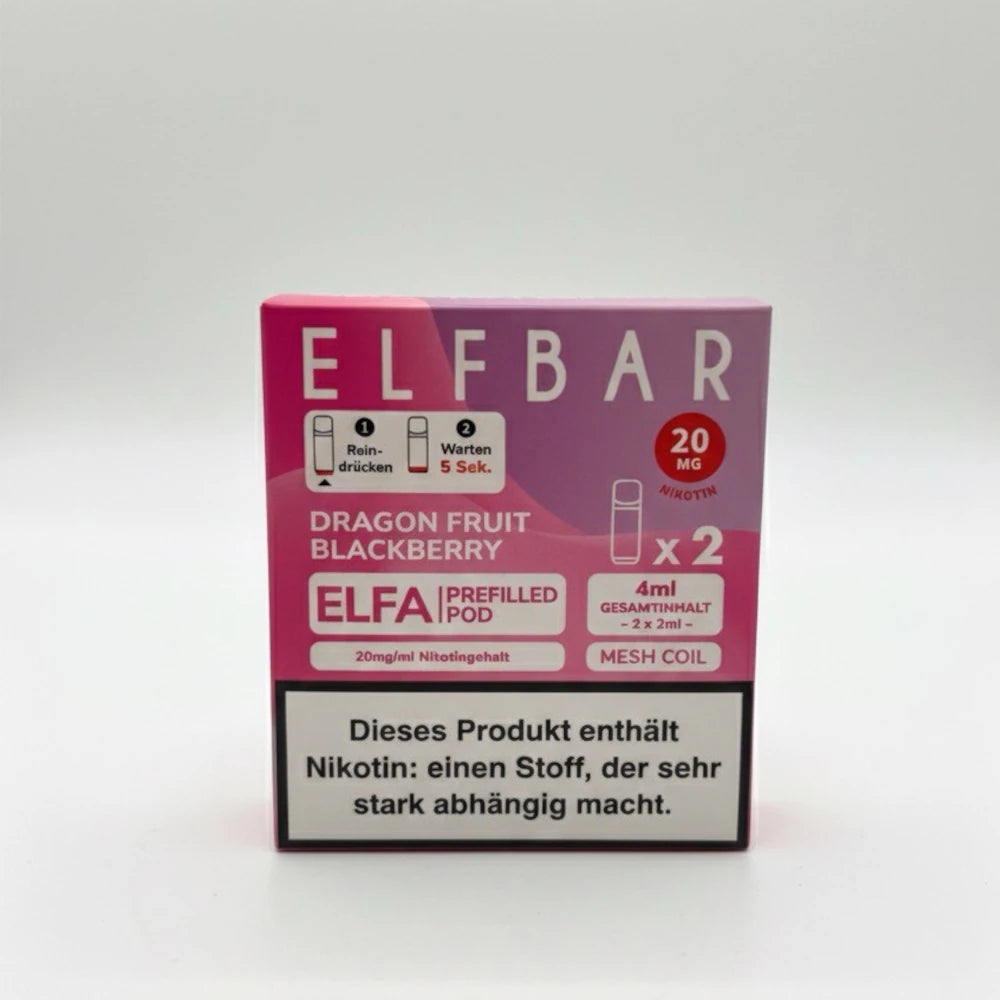 ELFBAR
1
Rein-
drücken
2
Warten
5 Sek.
20
MG
NIKOTIN
DRAGON FRUIT
BLACKBERRY
x 2
ELFA
PREFILLED
POD
4ml
GESAMTINHALT
– 2 x 2ml –
20mg/ml Nitotingehalt
MESH COIL
Dieses Produkt enthält
Nikotin: einen Stoff, der sehr
stark abhängig macht.